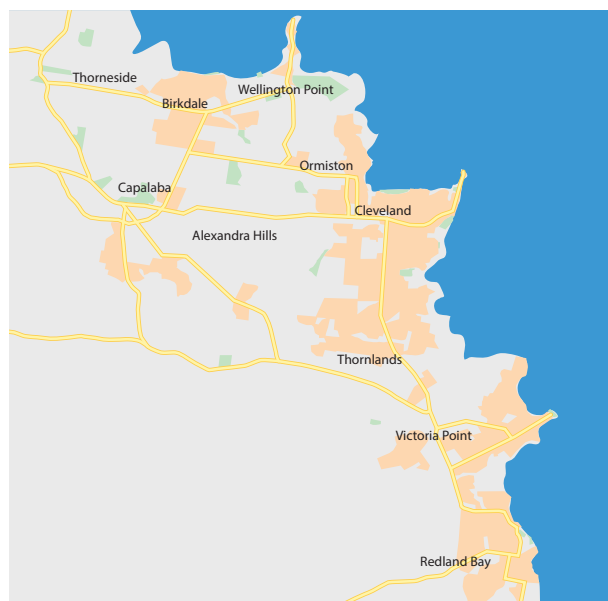 Thorneside
Wellington Point
Birkdale
Ormiston
Capalaba
Cleveland
Alexandra Hills
Thornlands
Victoria Point
Redland Bay